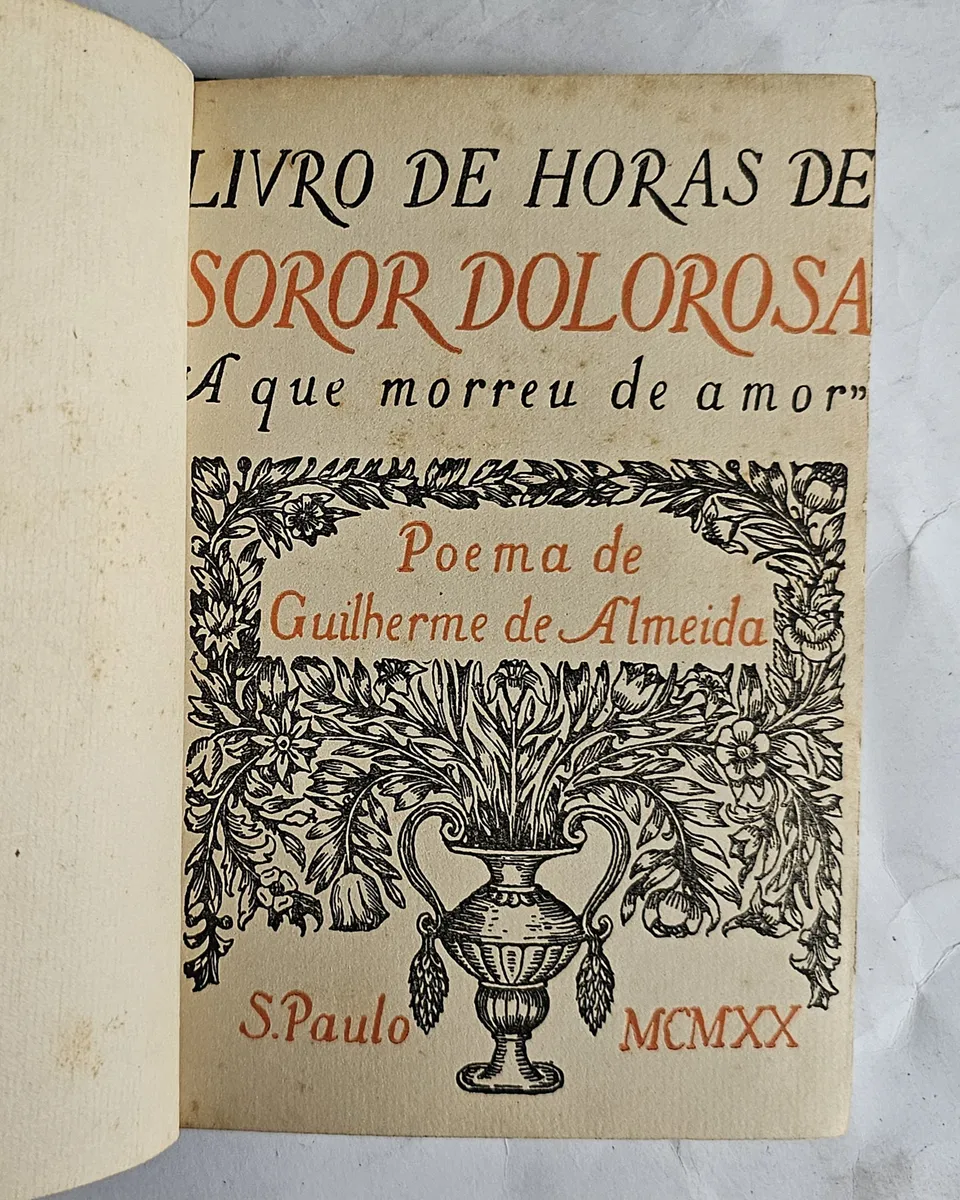 LIVRO DE HORAS DE
SOROR DOLOROSA
"A que morreu de amor"
Poema de
Guilherme de Almeida
S. Paulo MCMXX